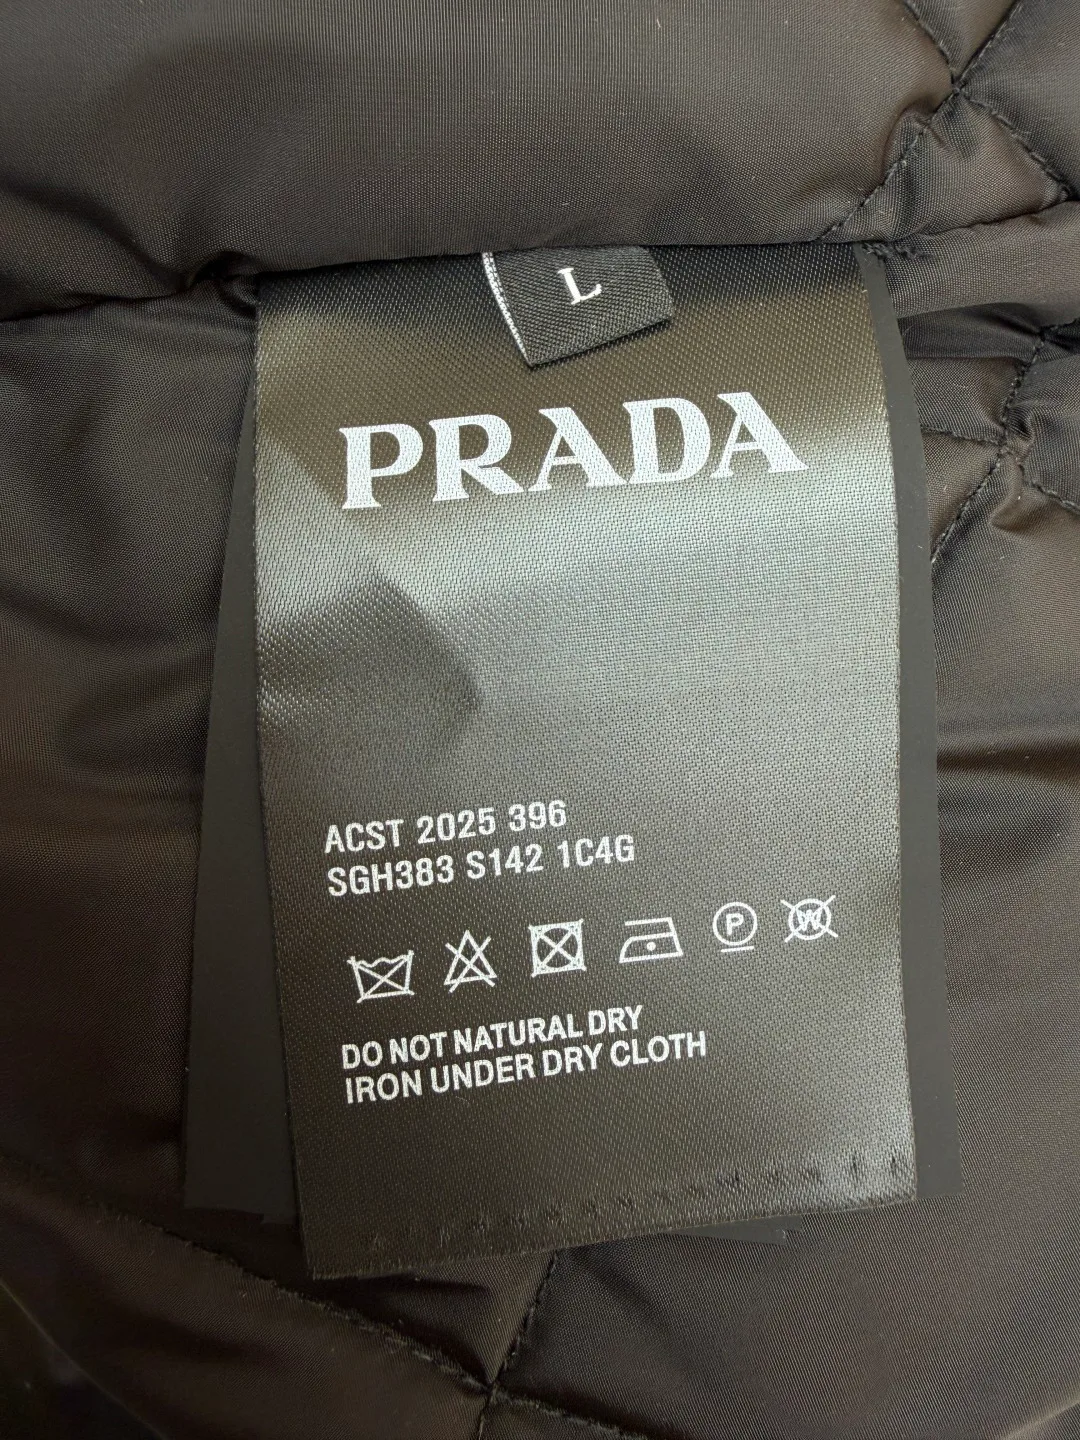 L
PRADA
ACST 2025 396
SGH383 S142 1C4G
P W
DO NOT NATURAL DRY
IRON UNDER DRY CLOTH